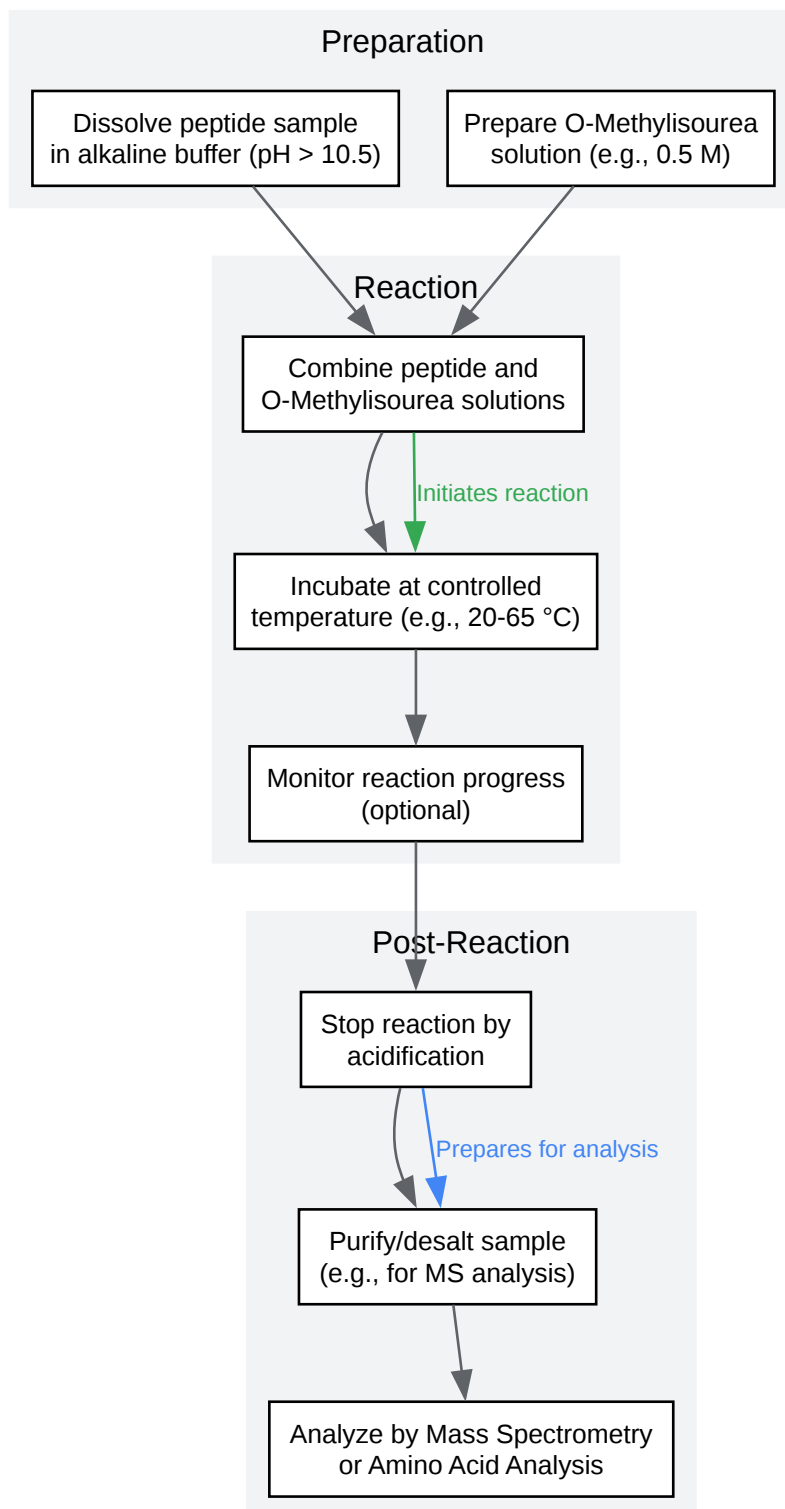 Preparation
Dissolve peptide sample
in alkaline buffer (pH > 10.5)
Prepare O-Methylisourea
solution (e.g., 0.5 M)
Reaction
Combine peptide and
O-Methylisourea solutions
Initiates reaction
Incubate at controlled
temperature (e.g., 20-65 °C)
Monitor reaction progress
(optional)
Post-Reaction
Stop reaction by
acidification
Prepares for analysis
Purify/desalt sample
(e.g., for MS analysis)
Analyze by Mass Spectrometry
or Amino Acid Analysis